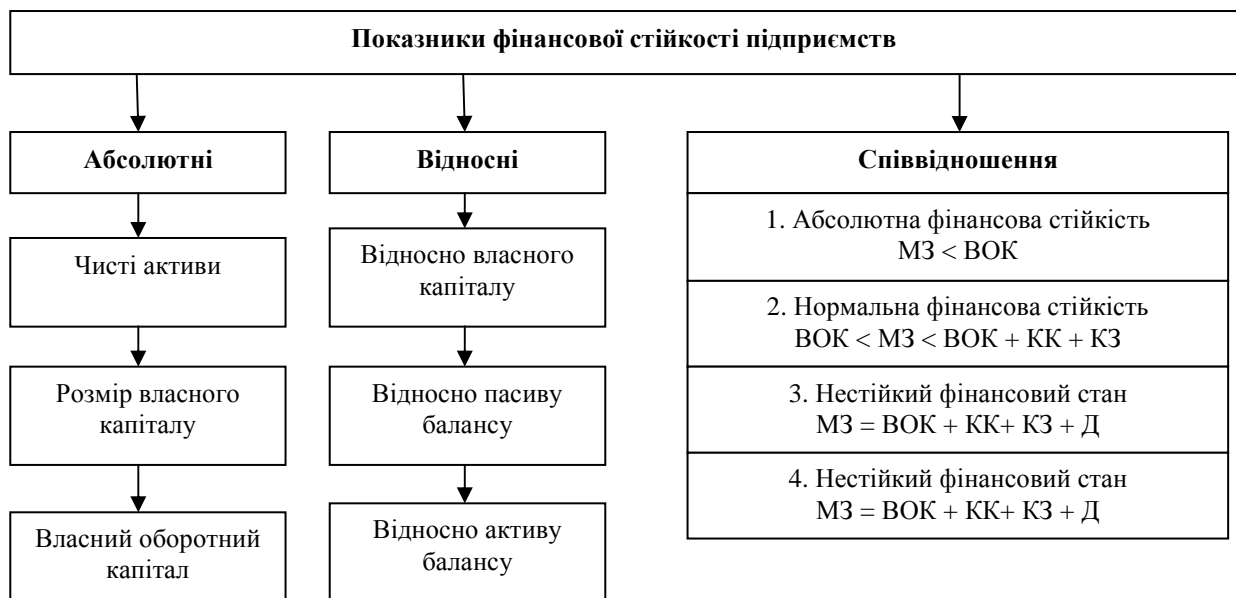 Показники фінансової стійкості підприємств
Абсолютні
Чисті активи
Розмір власного
капіталу
Власний оборотний
капітал
Відносні
Відносно власного
капіталу
Відносно пасиву
балансу
Відносно активу
балансу
Співвідношення
1. Абсолютна фінансова стійкість
МЗ < ВОК
2. Нормальна фінансова стійкість
ВОК < МЗ < ВОК + КК + КЗ
3. Нестійкий фінансовий стан
МЗ = ВОК + КК+ КЗ + Д
4. Нестійкий фінансовий стан
МЗ = ВОК + КК+ КЗ + Д